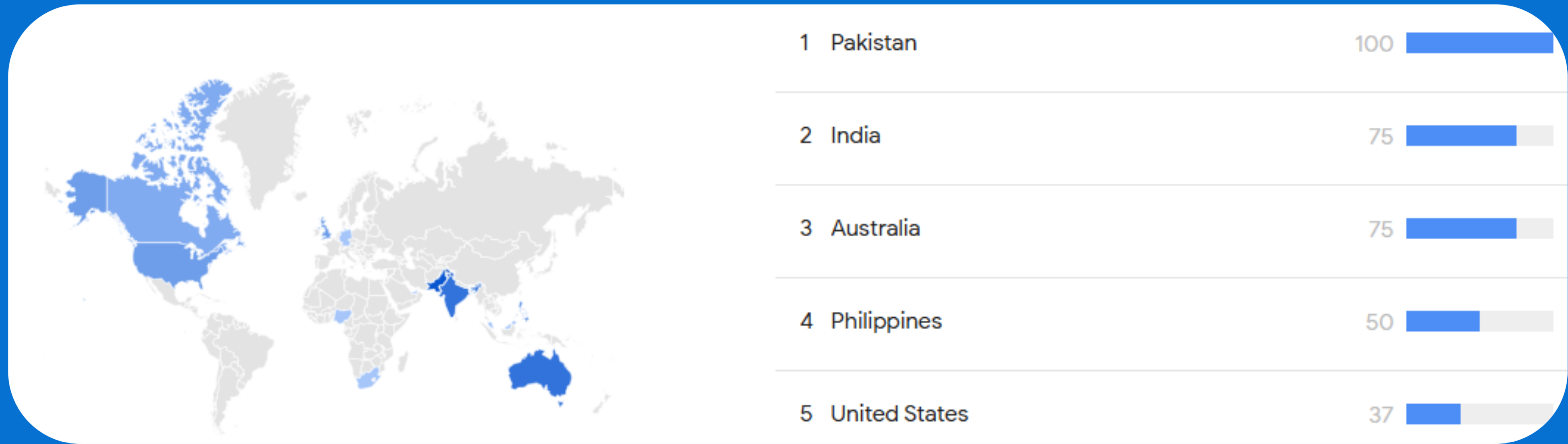 1 Pakistan 100
2 India 75
3 Australia 75
4 Philippines 50
5 United States 37